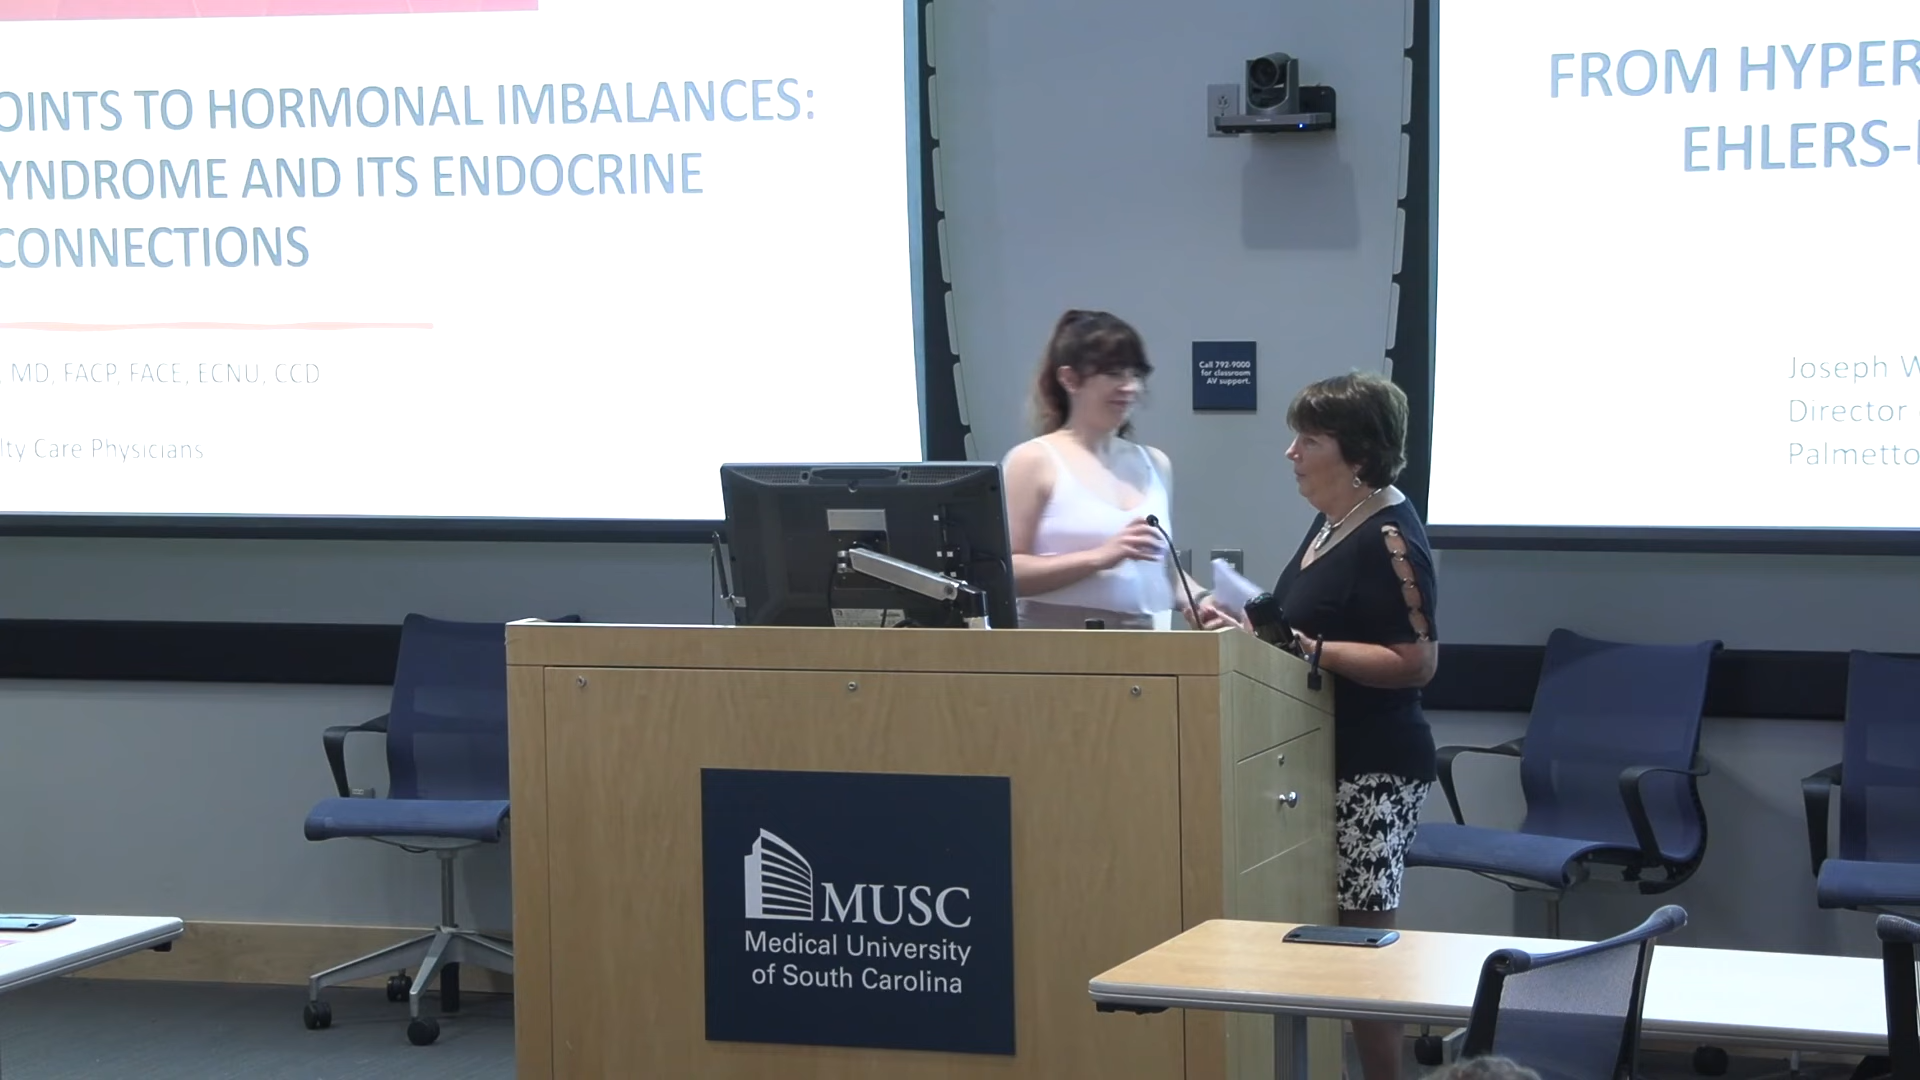 OINTS TO HORMONAL IMBALANCES:
YNDROME AND ITS ENDOCRINE
CONNECTIONS
, MD, FACP, FACE, ECNU, CCD
lty Care Physicians
FROM HYPER
EHLERS-
Joseph W
Director
Palmetto
Call 792-9000
for classroom
AV support.
MUSC
Medical University
of South Carolina